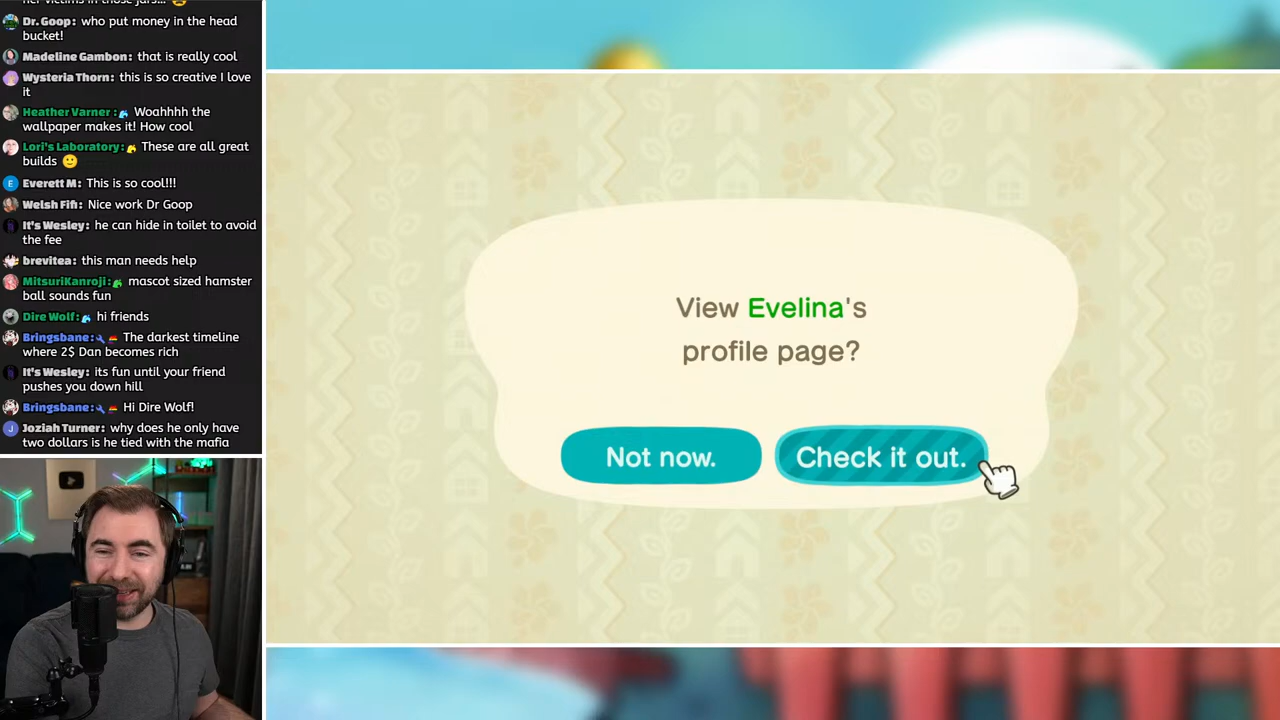 her victims in those jars...
Dr. Goop: who put money in the head
bucket!
Madeline Gambon: that is really cool
Wysteria Thorn: this is so creative I love
it
Heather Varner : Woahhhh the
wallpaper makes it! How cool
Lori's Laboratory: These are all great
builds 🙂
E Everett M: This is so cool!!!
Welsh Fifi: Nice work Dr Goop
It's Wesley: he can hide in toilet to avoid
the fee
brevitea: this man needs help
MitsuriKanroji: mascot sized hamster
ball sounds fun
Dire Wolf: hi friends
Bringsbane: The darkest timeline
where 2$ Dan becomes rich
It's Wesley: its fun until your friend
pushes you down hill
Bringsbane: Hi Dire Wolf!
J Joziah Turner: why does he only have
two dollars is he tied with the mafia
View Evelina's
profile page?
Not now.
Check it out.